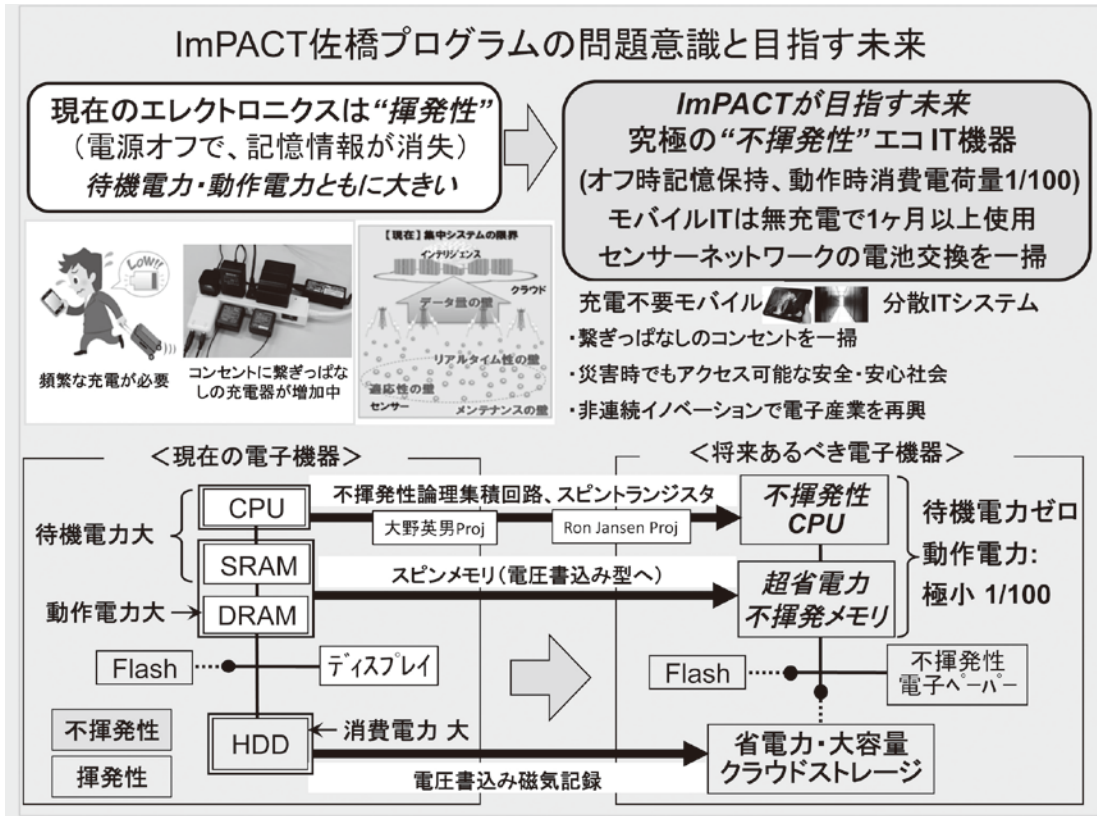 ImPACT佐橋プログラムの問題意識と目指す未来
現在のエレクトロニクスは“揮発性”
（電源オフで、記憶情報が消失）
待機電力・動作電力ともに大きい
ImPACTが目指す未来
究極の“不揮発性”エコIT機器
(オフ時記憶保持、動作時消費電荷量1/100)
モバイルITは無充電で1ヶ月以上使用
センサーネットワークの電池交換を一掃
LOW!!
頻繁な充電が必要
コンセントに繋ぎっぱな
しの充電器が増加中
【現在】集中システムの限界
インテリジェンス
クラウド
データ量の壁
リアルタイム性の壁
適応性の壁
センサー
メンテナンスの壁
充電不要モバイル
分散ITシステム
・繋ぎっぱなしのコンセントを一掃
・災害時でもアクセス可能な安全・安心社会
・非連続イノベーションで電子産業を再興
＜現在の電子機器＞
＜将来あるべき電子機器＞
待機電力大
CPU
SRAM
動作電力大
DRAM
Flash
ディスプレイ
HDD
消費電力 大
不揮発性
揮発性
不揮発性論理集積回路、スピントランジスタ
大野英男Proj
Ron Jansen Proj
スピンメモリ（電圧書込み型へ）
電圧書込み磁気記録
不揮発性
CPU
超省電力
不揮発メモリ
待機電力ゼロ
動作電力:
極小 1/100
Flash
不揮発性
電子ペーパー
省電力・大容量
クラウドストレージ